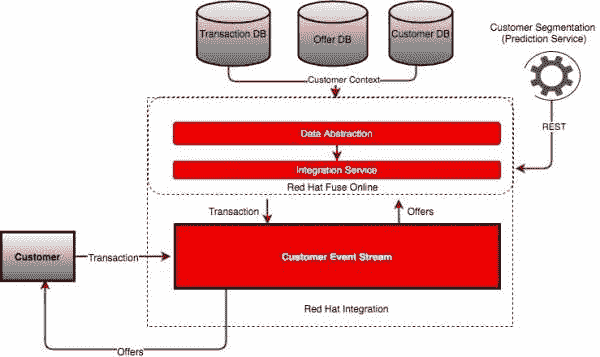 Transaction DB
Offer DB
Customer DB
Customer Segmentation
(Prediction Service)
Customer Context
REST
Data Abstraction
Integration Service
Red Hat Fuse Online
Transaction
Offers
Customer
Transaction
Customer Event Stream
Red Hat Integration
Offers